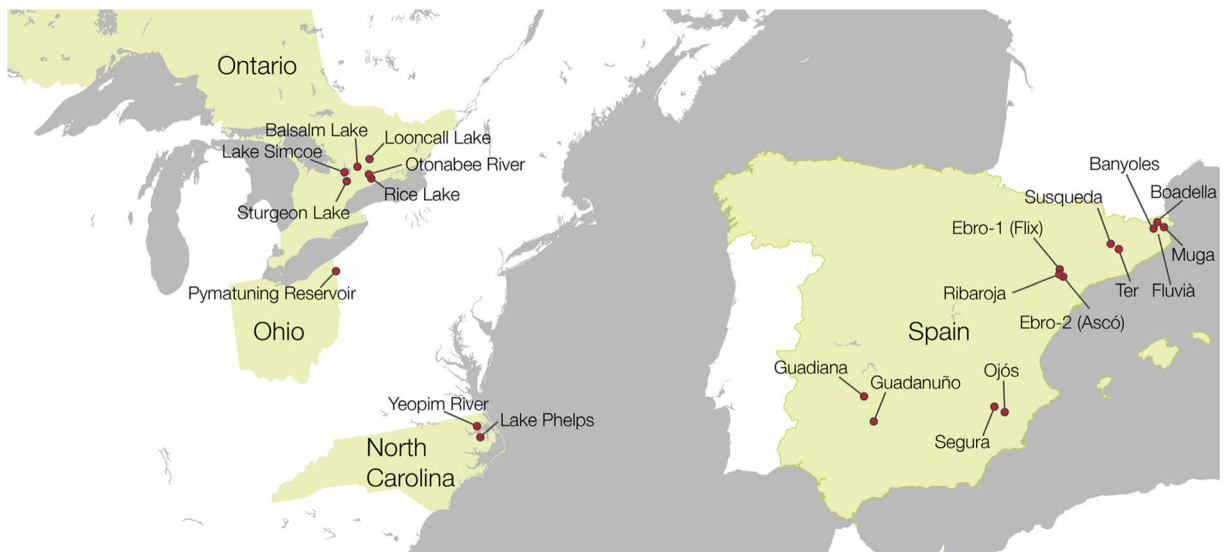 Ontario
Balsalm Lake
Looncall Lake
Lake Simcoe
Otonabee River
Rice Lake
Sturgeon Lake
Pymatuning Reservoir
Ohio
Yeopim River
Lake Phelps
North
Carolina
Banyoles
Boadella
Susqueda
Ebro-1 (Flix)
Muga
Ribaroja
Ter
Fluvià
Ebro-2 (Ascó)
Spain
Guadiana
Guadanuño
Ojós
Segura